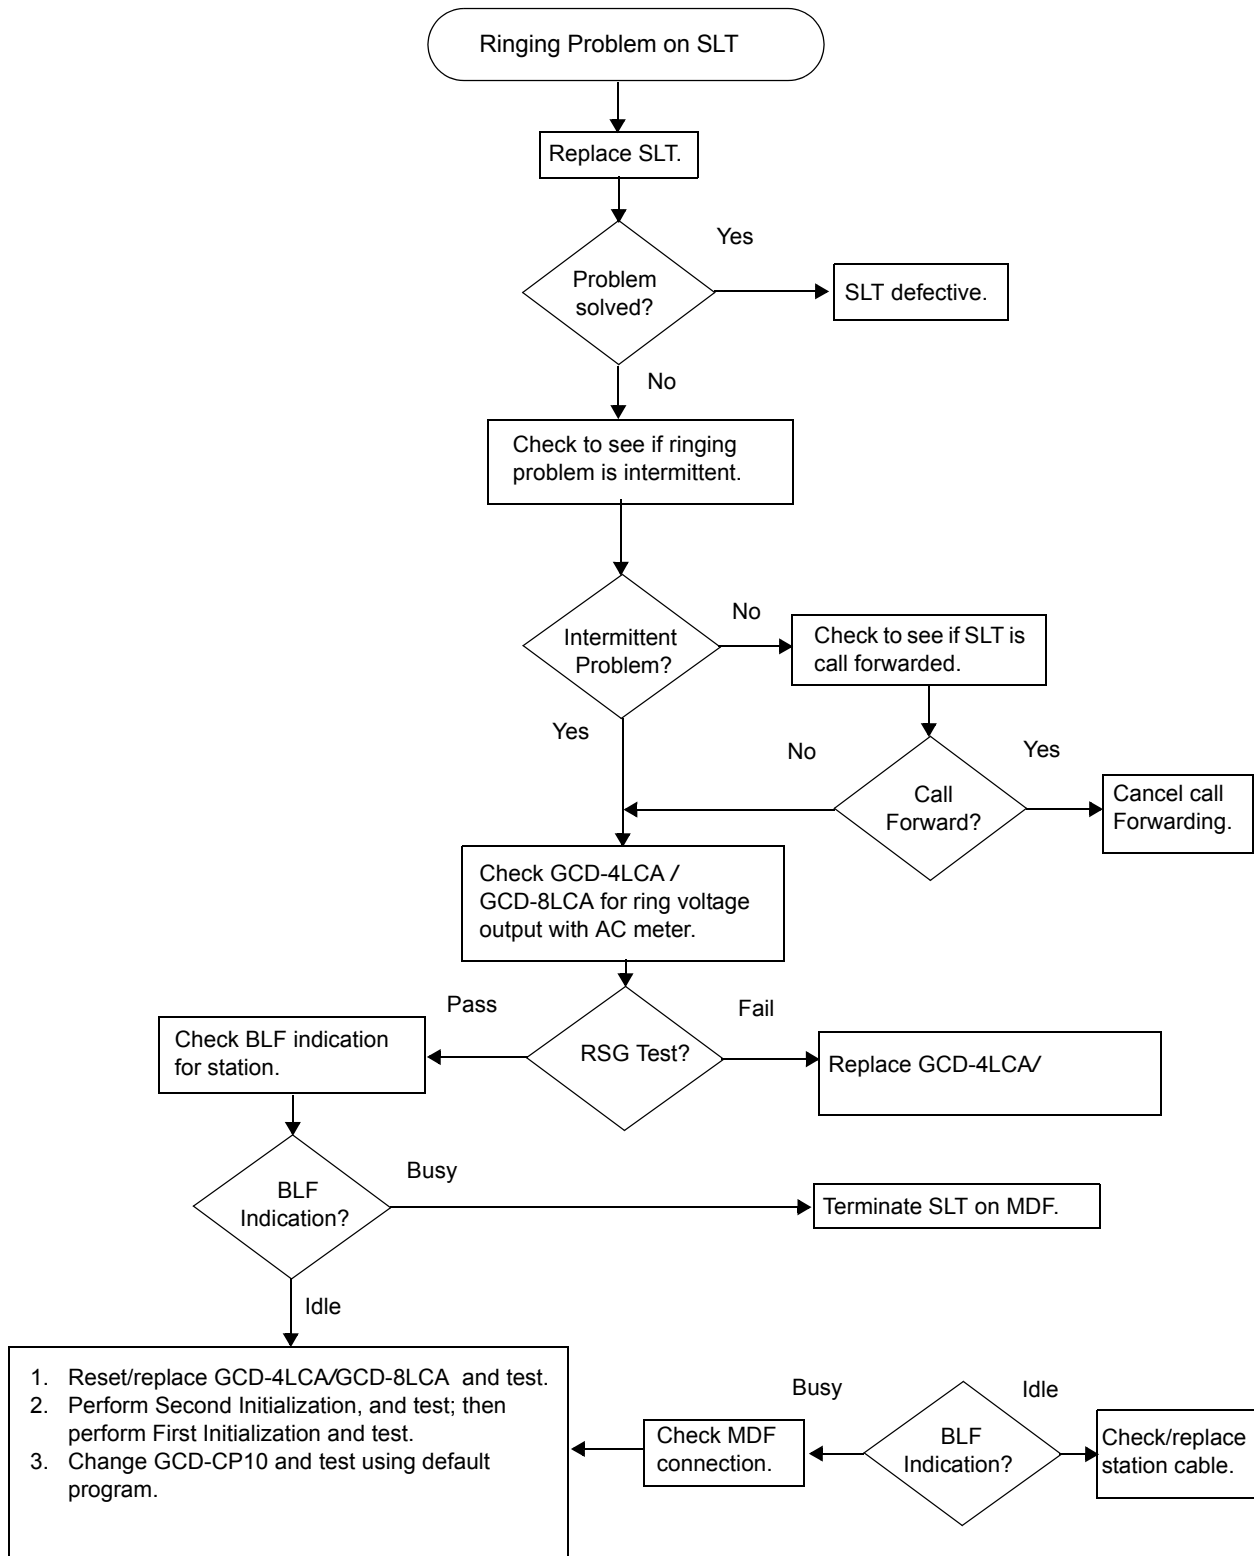 Ringing Problem on SLT
Replace SLT.
Yes
Problem
solved?
SLT defective.
No
Check to see if ringing
problem is intermittent.
No
Intermittent
Problem?
Check to see if SLT is
call forwarded.
Yes
No
Yes
Call
Forward?
Cancel call
Forwarding.
Check GCD-4LCA /
GCD-8LCA for ring voltage
output with AC meter.
Pass
Fail
Check BLF indication
for station.
RSG Test?
Replace GCD-4LCA/
Busy
BLF
Indication?
Terminate SLT on MDF.
Idle
1. Reset/replace GCD-4LCA/GCD-8LCA and test.
2. Perform Second Initialization, and test; then
perform First Initialization and test.
3. Change GCD-CP10 and test using default
program.
Busy
Idle
Check MDF
connection.
BLF
Indication?
Check/replace
station cable.